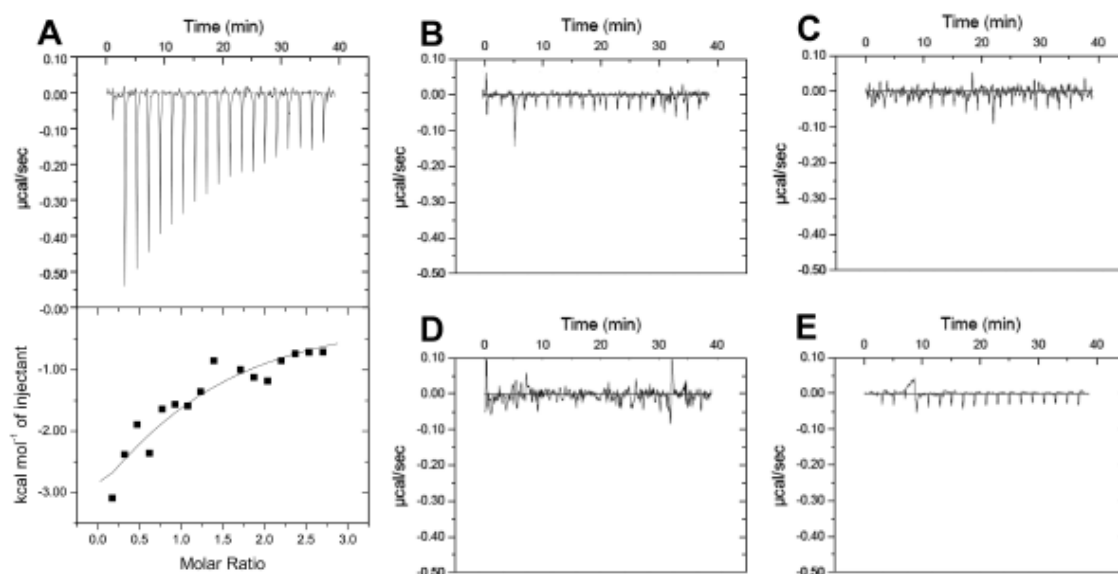 A
Time (min)
0 10 20 30 40
0.10
0.00
-0.10
-0.20
-0.30
-0.40
-0.50
µcal/sec
-0.00
-1.00
-2.00
-3.00
kcal mol⁻¹ of injectant
0.0 0.5 1.0 1.5 2.0 2.5 3.0
Molar Ratio
B
Time (min)
0 10 20 30 40 50
0.10
0.00
-0.10
-0.20
-0.30
-0.40
-0.50
µcal/sec
C
Time (min)
0 10 20 30 40
0.10
0.00
-0.10
-0.20
-0.30
-0.40
-0.50
µcal/sec
D
Time (min)
0 10 20 30 40 50
0.10
0.00
-0.10
-0.20
-0.30
-0.40
-0.50
µcal/sec
E
Time (min)
0 10 20 30 40
0.10
0.00
-0.10
-0.20
-0.30
-0.40
-0.50
µcal/sec